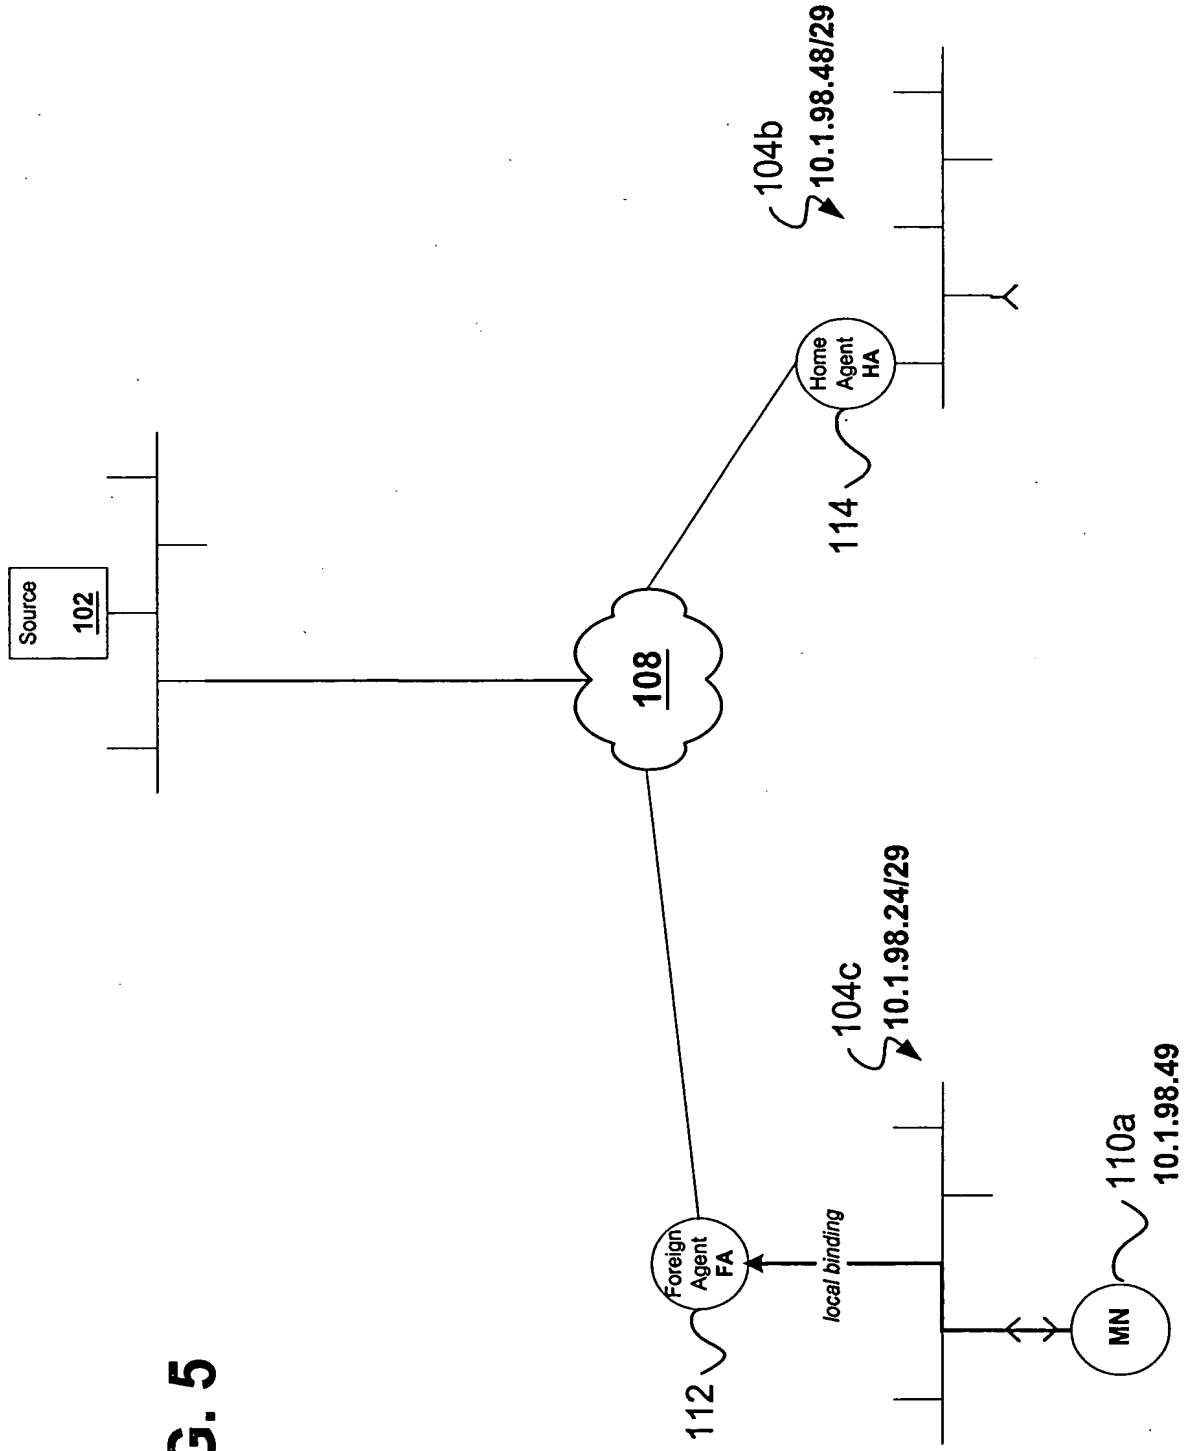 Source
102
104b
10.1.98.48/29
Home
Agent
HA
114
108
104c
10.1.98.24/29
Foreign
Agent
FA
112
local binding
MN
110a
10.1.98.49
G. 5